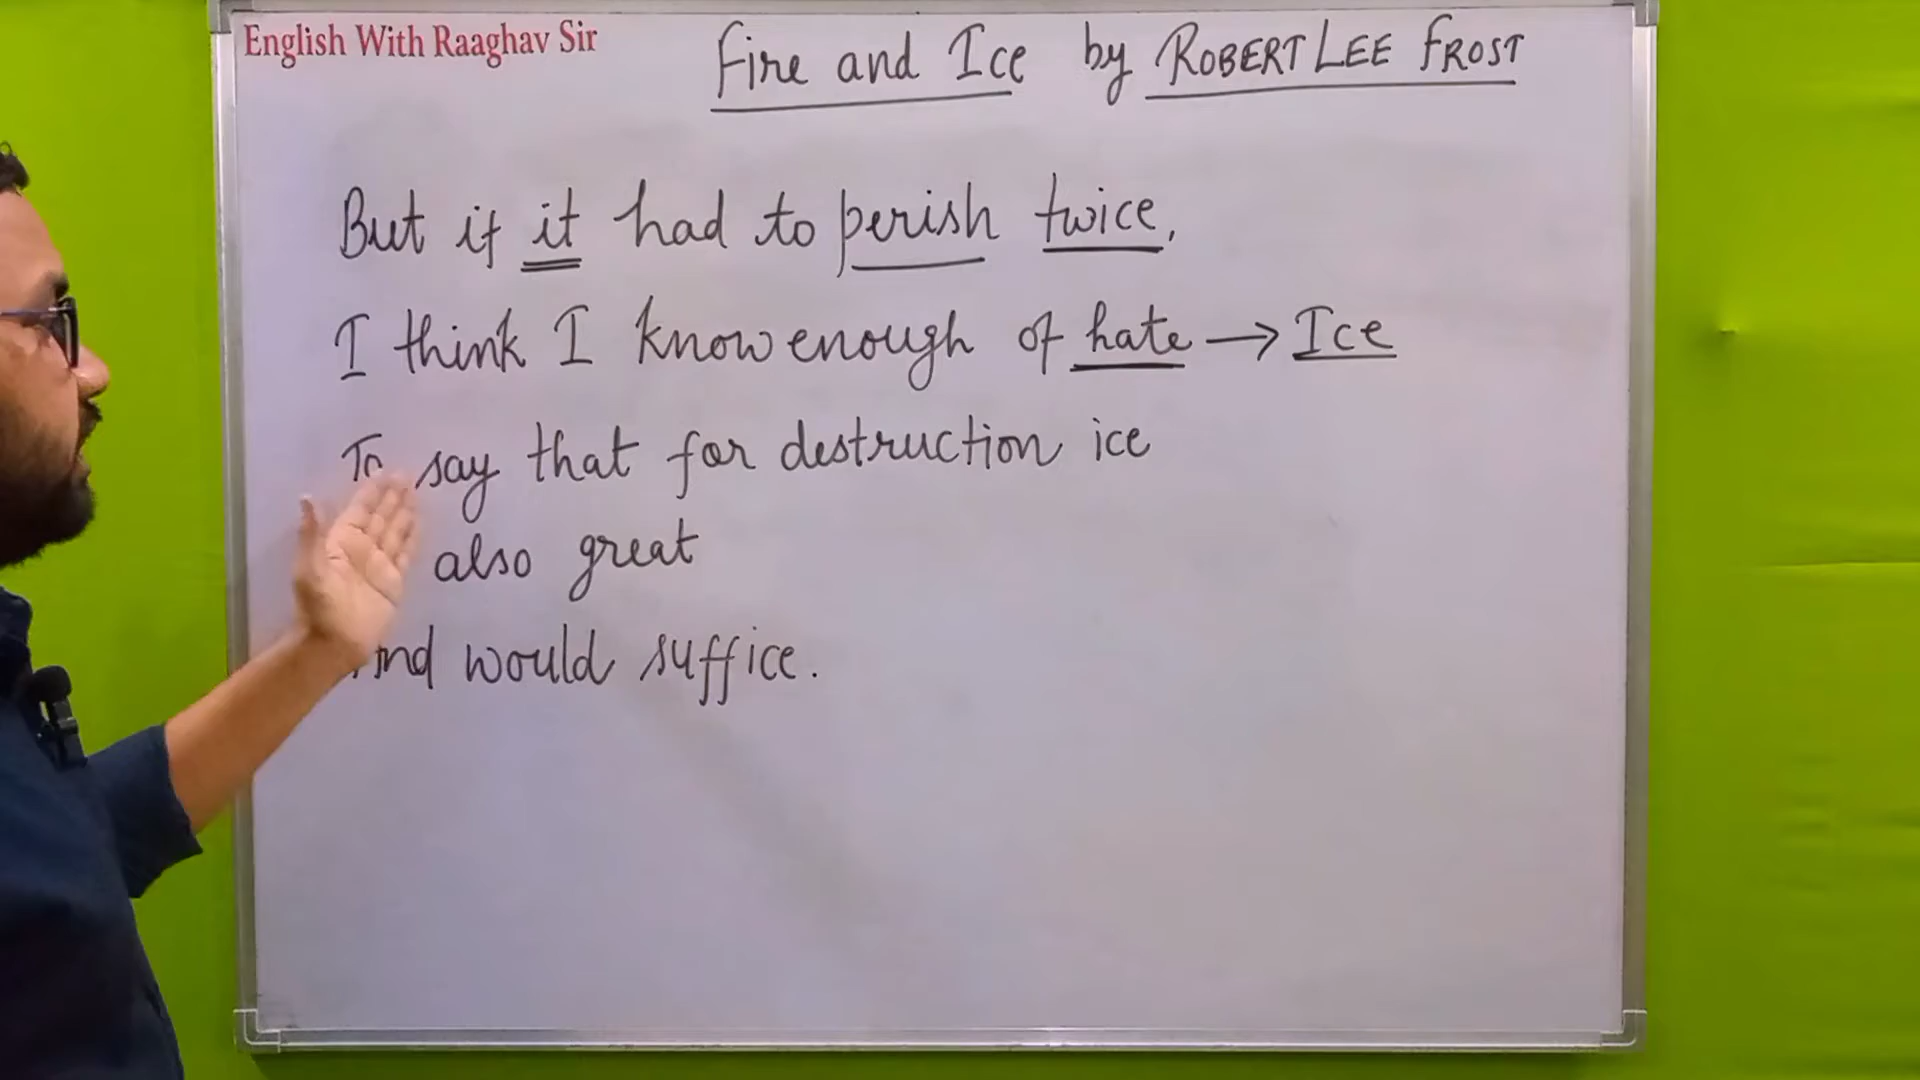 English With Raaghav Sir
Fire and Ice by ROBERT LEE FROST
But if it had to perish twice,
I think I know enough of hate → Ice
To say that for destruction ice
also great
And would suffice.